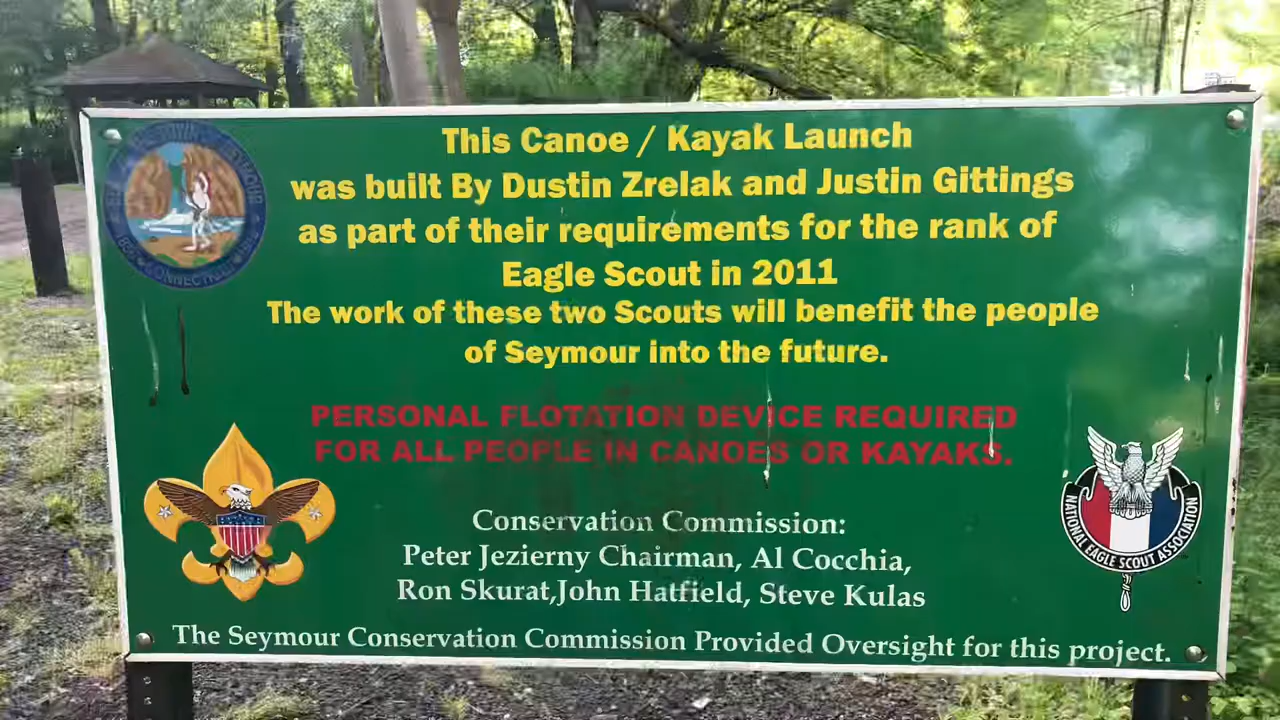 This Canoe / Kayak Launch
was built By Dustin Zrelak and Justin Gittings
as part of their requirements for the rank of
Eagle Scout in 2011
The work of these two Scouts will benefit the people
of Seymour into the future.
PERSONAL FLOTATION DEVICE REQUIRED
FOR ALL PEOPLE IN CANOES OR KAYAKS.
Conservation Commission:
Peter Jezierny Chairman, Al Cocchia,
Ron Skurat,John Hatfield, Steve Kulas
The Seymour Conservation Commission Provided Oversight for this project.
SEYMOUR
CONNECTICUT
NATIONAL EAGLE SCOUT ASSOCIATION